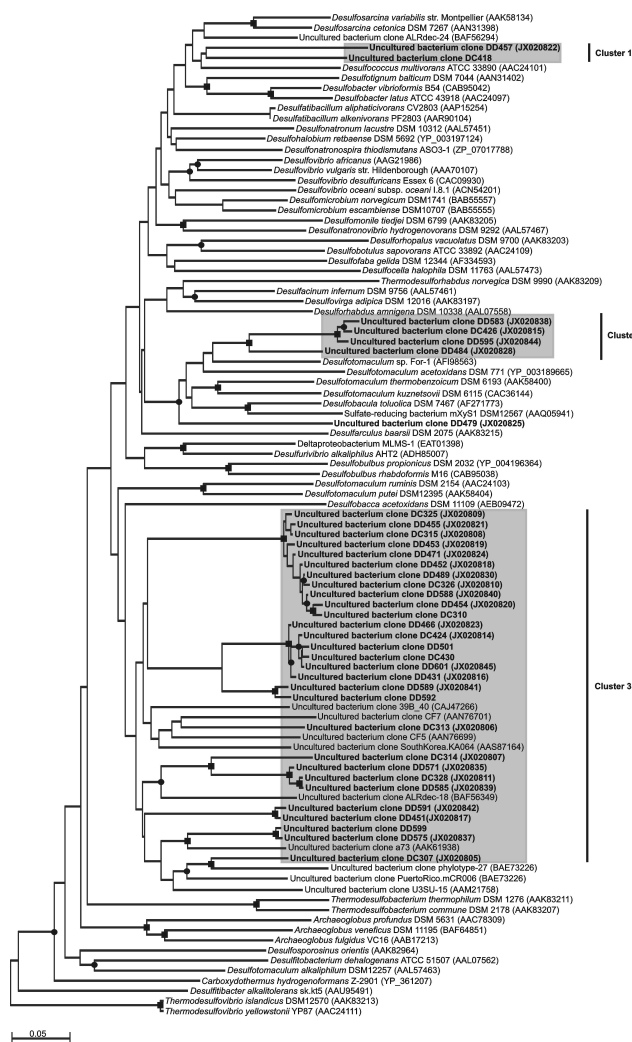 Desulfosarcina variabilis str. Montpellier (AAK58134)
Desulfosarcina cetonica DSM 7267 (AAN31398)
Uncultured bacterium clone ALRdec-24 (BAF56294)
Uncultured bacterium clone DD457 (JX020822)
Cluster 1
Uncultured bacterium clone DC418
Desulfococcus multivorans ATCC 33890 (AAC24101)
Desulfotignum balticum DSM 7044 (AAN31402)
Desulfobacter vibrioformis B54 (CAB95042)
Desulfobacter latus ATCC 43918 (AAC24097)
Desulfatibacillum aliphaticivorans CV2803 (AAP15254)
Desulfatibacillum alkenivorans PF2803 (AAR90104)
Desulfonatronum lacustre DSM 10312 (AAL57451)
Desulfohalobium retbaense DSM 5692 (YP_003197124)
Desulfonatronospira thiodismutans ASO3-1 (ZP_07017788)
Desulfovibrio africanus (AAG21986)
Desulfovibrio vulgaris str. Hildenborough (AAA70107)
Desulfovibrio desulfuricans Essex 6 (CAC09930)
Desulfovibrio oceani subsp. oceani I.8.1 (ACN54201)
Desulfomicrobium norvegicum DSM1741 (BAB55557)
Desulfomicrobium escambiense DSM10707 (BAB55555)
Desulfomonile tiedjei DSM 6799 (AAK83205)
Desulfonatronovibrio hydrogenovorans DSM 9292 (AAL57467)
Desulforhopalus vacuolatus DSM 9700 (AAK83203)
Desulfobotulus sapovorans ATCC 33892 (AAC24109)
Desulfofaba gelida DSM 12344 (AF334593)
Desulfocella halophila DSM 11763 (AAL57473)
Thermodesulforhabdus norvegica DSM 9990 (AAK83209)
Desulfacinum infernum DSM 9756 (AAL57461)
Desulfovirga adipica DSM 12016 (AAK83197)
Desulforhabdus amnigena DSM 10338 (AAL07558)
Uncultured bacterium clone DD583 (JX020838)
Uncultured bacterium clone DC426 (JX020815)
Cluste
Uncultured bacterium clone DD595 (JX020844)
Uncultured bacterium clone DD484 (JX020828)
Desulfotomaculum sp. For-1 (AFI98563)
Desulfotomaculum acetoxidans DSM 771 (YP_003189665)
Desulfotomaculum thermobenzoicum DSM 6193 (AAK58400)
Desulfotomaculum kuznetsovii DSM 6115 (CAC36144)
Desulfobacula toluolica DSM 7467 (AF271773)
Sulfate-reducing bacterium mXyS1 DSM12567 (AAQ05941)
Uncultured bacterium clone DD479 (JX020825)
Desulfarculus baarsii DSM 2075 (AAK83215)
Deltaproteobacterium MLMS-1 (EAT01398)
Desulfurivibrio alkaliphilus AHT2 (ADH85007)
Desulfobulbus propionicus DSM 2032 (YP_004196364)
Desulfobulbus rhabdoformis M16 (CAB95038)
Desulfotomaculum ruminis DSM 2154 (AAC24103)
Desulfotomaculum putei DSM12395 (AAK58404)
Desulfobacca acetoxidans DSM 11109 (AEB09472)
Uncultured bacterium clone DC325 (JX020809)
Uncultured bacterium clone DD455 (JX020821)
Uncultured bacterium clone DC315 (JX020808)
Uncultured bacterium clone DD453 (JX020819)
Uncultured bacterium clone DD471 (JX020824)
Uncultured bacterium clone DD452 (JX020818)
Uncultured bacterium clone DD489 (JX020830)
Uncultured bacterium clone DC326 (JX020810)
Uncultured bacterium clone DD588 (JX020840)
Uncultured bacterium clone DD454 (JX020820)
Uncultured bacterium clone DC310
Uncultured bacterium clone DD466 (JX020823)
Uncultured bacterium clone DC424 (JX020814)
Uncultured bacterium clone DD501
Uncultured bacterium clone DC430
Uncultured bacterium clone DD601 (JX020845)
Uncultured bacterium clone DD431 (JX020816)
Uncultured bacterium clone DD589 (JX020841)
Cluster 3
Uncultured bacterium clone DD592
Uncultured bacterium clone 39B_40 (CAJ47266)
Uncultured bacterium clone CF7 (AAN76701)
Uncultured bacterium clone DC313 (JX020806)
Uncultured bacterium clone CF5 (AAN76699)
Uncultured bacterium clone SouthKorea.KA064 (AAS87164)
Uncultured bacterium clone DC314 (JX020807)
Uncultured bacterium clone DD571 (JX020835)
Uncultured bacterium clone DC328 (JX020811)
Uncultured bacterium clone DD585 (JX020839)
Uncultured bacterium clone ALRdec-18 (BAF56349)
Uncultured bacterium clone DD591 (JX020842)
Uncultured bacterium clone DD451(JX020817)
Uncultured bacterium clone DD599
Uncultured bacterium clone DD575 (JX020837)
Uncultured bacterium clone a73 (AAK61938)
Uncultured bacterium clone DC307 (JX020805)
Uncultured bacterium clone phylotype-27 (BAE73226)
Uncultured bacterium clone PuertoRico.mCR006 (BAE73226)
Uncultured bacterium clone U3SU-15 (AAM21758)
Thermodesulfobacterium thermophilum DSM 1276 (AAK83211)
Thermodesulfobacterium commune DSM 2178 (AAK83207)
Archaeoglobus profundus DSM 5631 (AAC78309)
Archaeoglobus veneficus DSM 11195 (BAF64851)
Archaeoglobus fulgidus VC16 (AAB17213)
Desulfosporosinus orientis (AAK82964)
Desulfitobacterium dehalogenans ATCC 51507 (AAL07562)
Desulfotomaculum alkaliphilum DSM12257 (AAL57463)
Carboxydothermus hydrogenoformans Z-2901 (YP_361207)
Desulfitibacter alkalitolerans sk.kt5 (AAU95491)
Thermodesulfovibrio islandicus DSM12570 (AAK83213)
Thermodesulfovibrio yellowstonii YP87 (AAC24111)
0.05